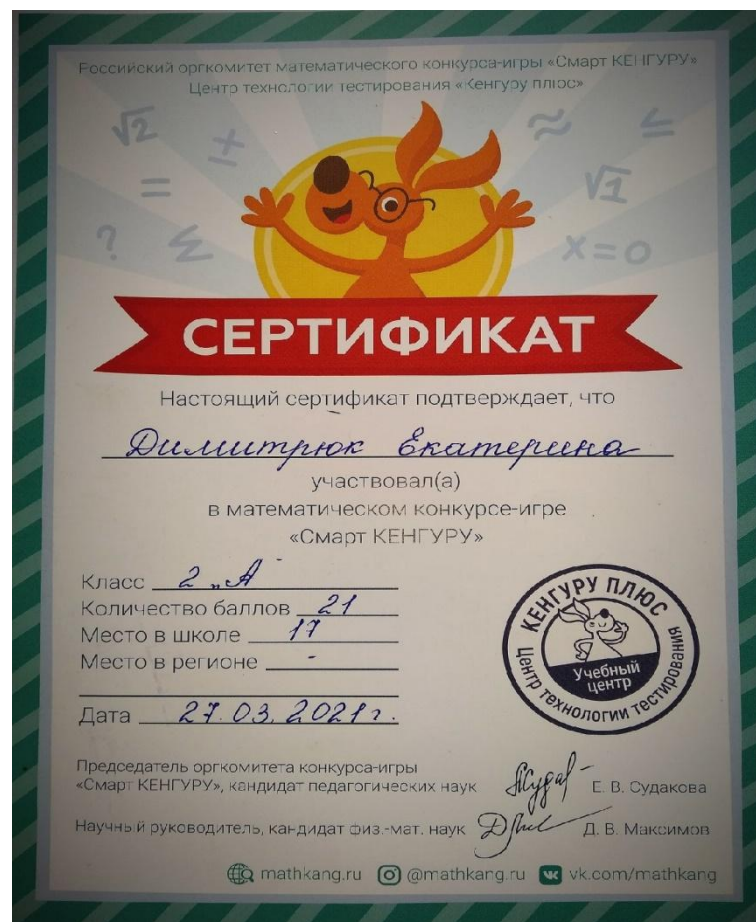 Российский оргкомитет математического конкурса-игры «Смарт КЕНГУРУ»
Центр технологии тестирования «Кенгуру плюс»
√2 ± ≈ ≤
= √1
? Σ x=0
СЕРТИФИКАТ
Настоящий сертификат подтверждает, что
Димитрюк Екатерина
участвовал(а)
в математическом конкурсе-игре
«Смарт КЕНГУРУ»
Класс 2 „А
Количество баллов 21
Место в школе 17
Место в регионе -
Дата 27.03.2021г.
КЕНГУРУ ПЛЮС
Учебный
центр
Центр технологии тестирования
Председатель оргкомитета конкурса-игры
«Смарт КЕНГУРУ», кандидат педагогических наук Е. В. Судакова
Научный руководитель, кандидат физ.-мат. наук Д. В. Максимов
mathkang.ru @mathkang.ru vk.com/mathkang